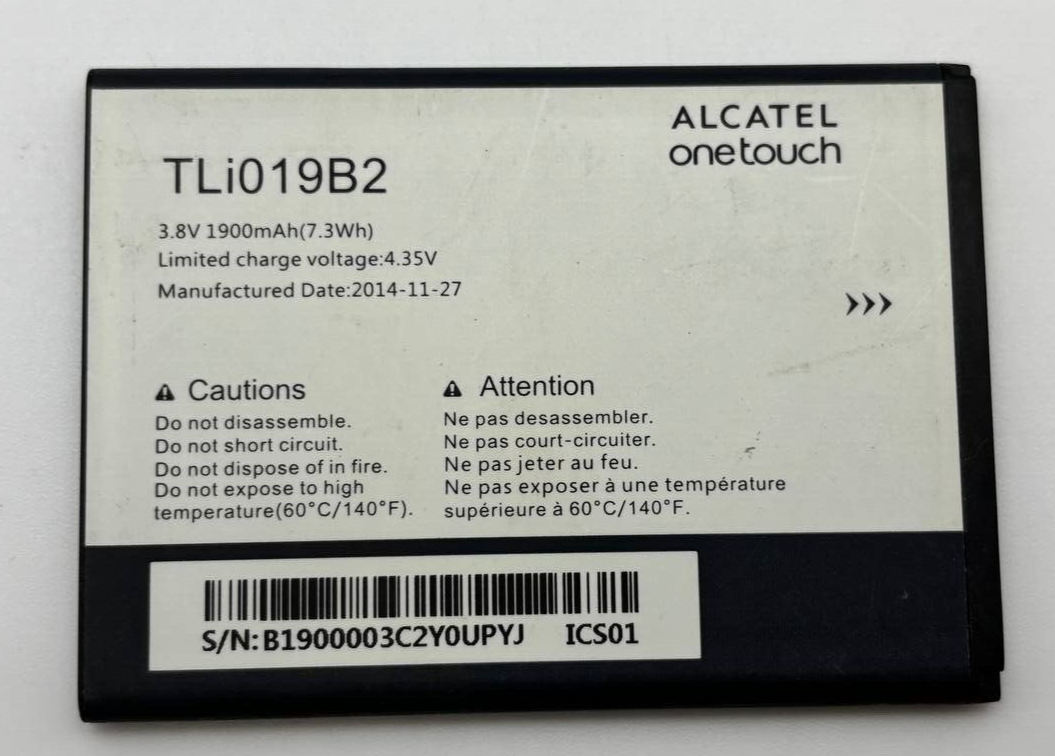 ALCATEL
onetouch
TLi019B2
3.8V 1900mAh(7.3Wh)
Limited charge voltage:4.35V
Manufactured Date:2014-11-27
Cautions
Do not disassemble.
Do not short circuit.
Do not dispose of in fire.
Do not expose to high
temperature(60°C/140°F).
Attention
Ne pas desassembler.
Ne pas court-circuiter.
Ne pas jeter au feu.
Ne pas exposer à une température
supérieure à 60°C/140°F.
S/N:B1900003C2Y0UPYJ ICS01